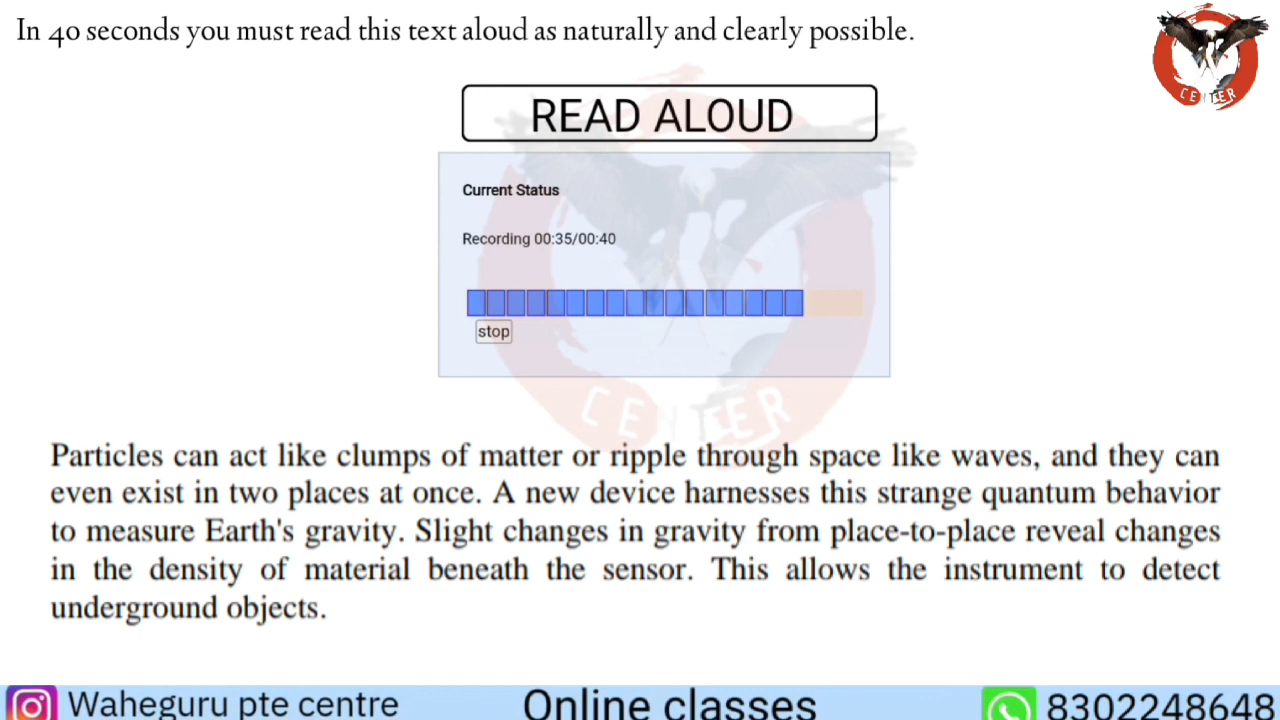 In 40 seconds you must read this text aloud as naturally and clearly possible.
CENTER
READ ALOUD
Current Status
Recording 00:35/00:40
stop
CENTER
Particles can act like clumps of matter or ripple through space like waves, and they can
even exist in two places at once. A new device harnesses this strange quantum behavior
to measure Earth's gravity. Slight changes in gravity from place-to-place reveal changes
in the density of material beneath the sensor. This allows the instrument to detect
underground objects.
Waheguru pte centre
Online classes
8302248648